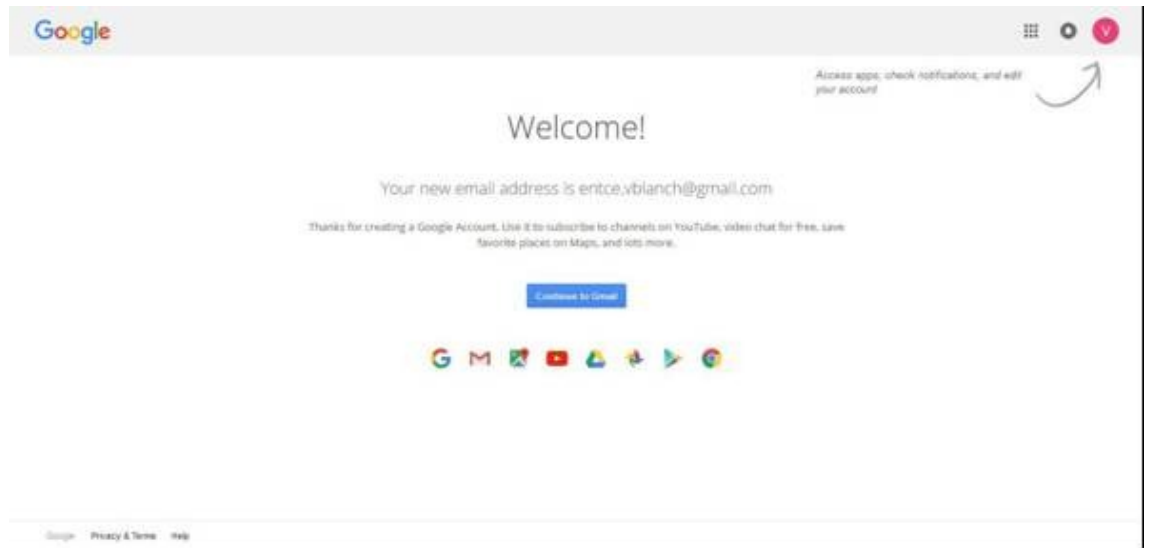 Google
V
Access apps, check notifications, and edit
your account
Welcome!
Your new email address is entce.vblanch@gmail.com
Thanks for creating a Google Account. Use it to subscribe to channels on YouTube, video chat for free, save
favorite places on Maps, and lots more.
Continue to Gmail
Google Privacy & Terms Help